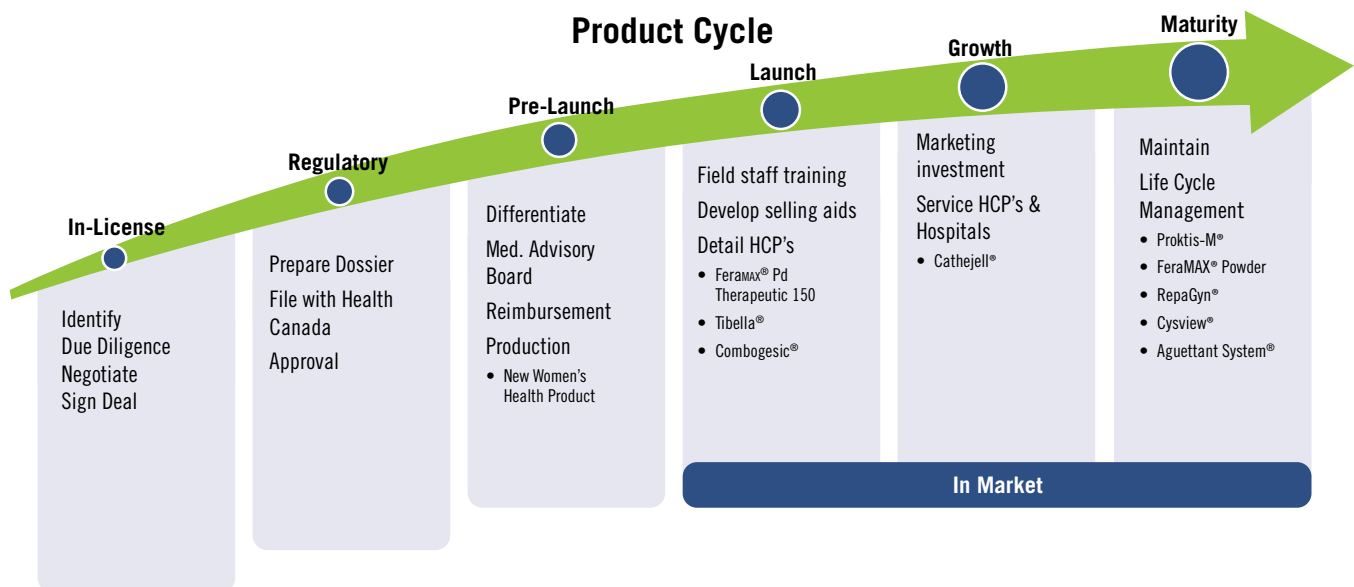 Product Cycle
In-License
Identify
Due Diligence
Negotiate
Sign Deal
Regulatory
Prepare Dossier
File with Health
Canada
Approval
Pre-Launch
Differentiate
Med. Advisory
Board
Reimbursement
Production
• New Women's
Health Product
Launch
Field staff training
Develop selling aids
Detail HCP's
• FeraMAX® Pd
Therapeutic 150
• Tibella®
• Combogesic®
Growth
Marketing
investment
Service HCP's &
Hospitals
• Cathejell®
Maturity
Maintain
Life Cycle
Management
• Proktis-M®
• FeraMAX® Powder
• RepaGyn®
• Cysview®
• Aguettant System®
In Market